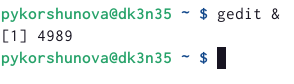 pykorshunova@dk3n35 ~ $ gedit &
[1] 4989
pykorshunova@dk3n35 ~ $